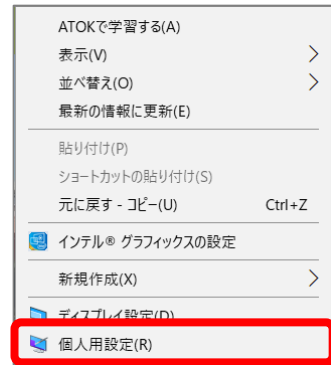 ATOKで学習する(A)
表示(V)
並べ替え(O)
最新の情報に更新(E)
貼り付け(P)
ショートカットの貼り付け(S)
元に戻す - コピー(U) Ctrl+Z
インテル® グラフィックスの設定
新規作成(X)
ディスプレイ設定(D)
個人用設定(R)